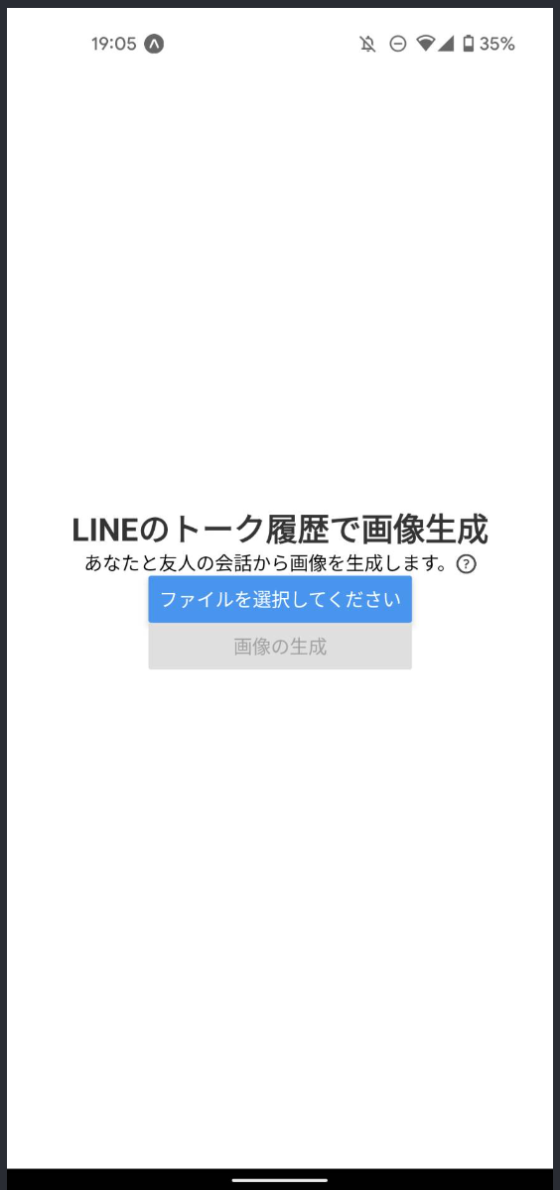 19:05
35%
LINEのトーク履歴で画像生成
あなたと友人の会話から画像を生成します。?
ファイルを選択してください
画像の生成